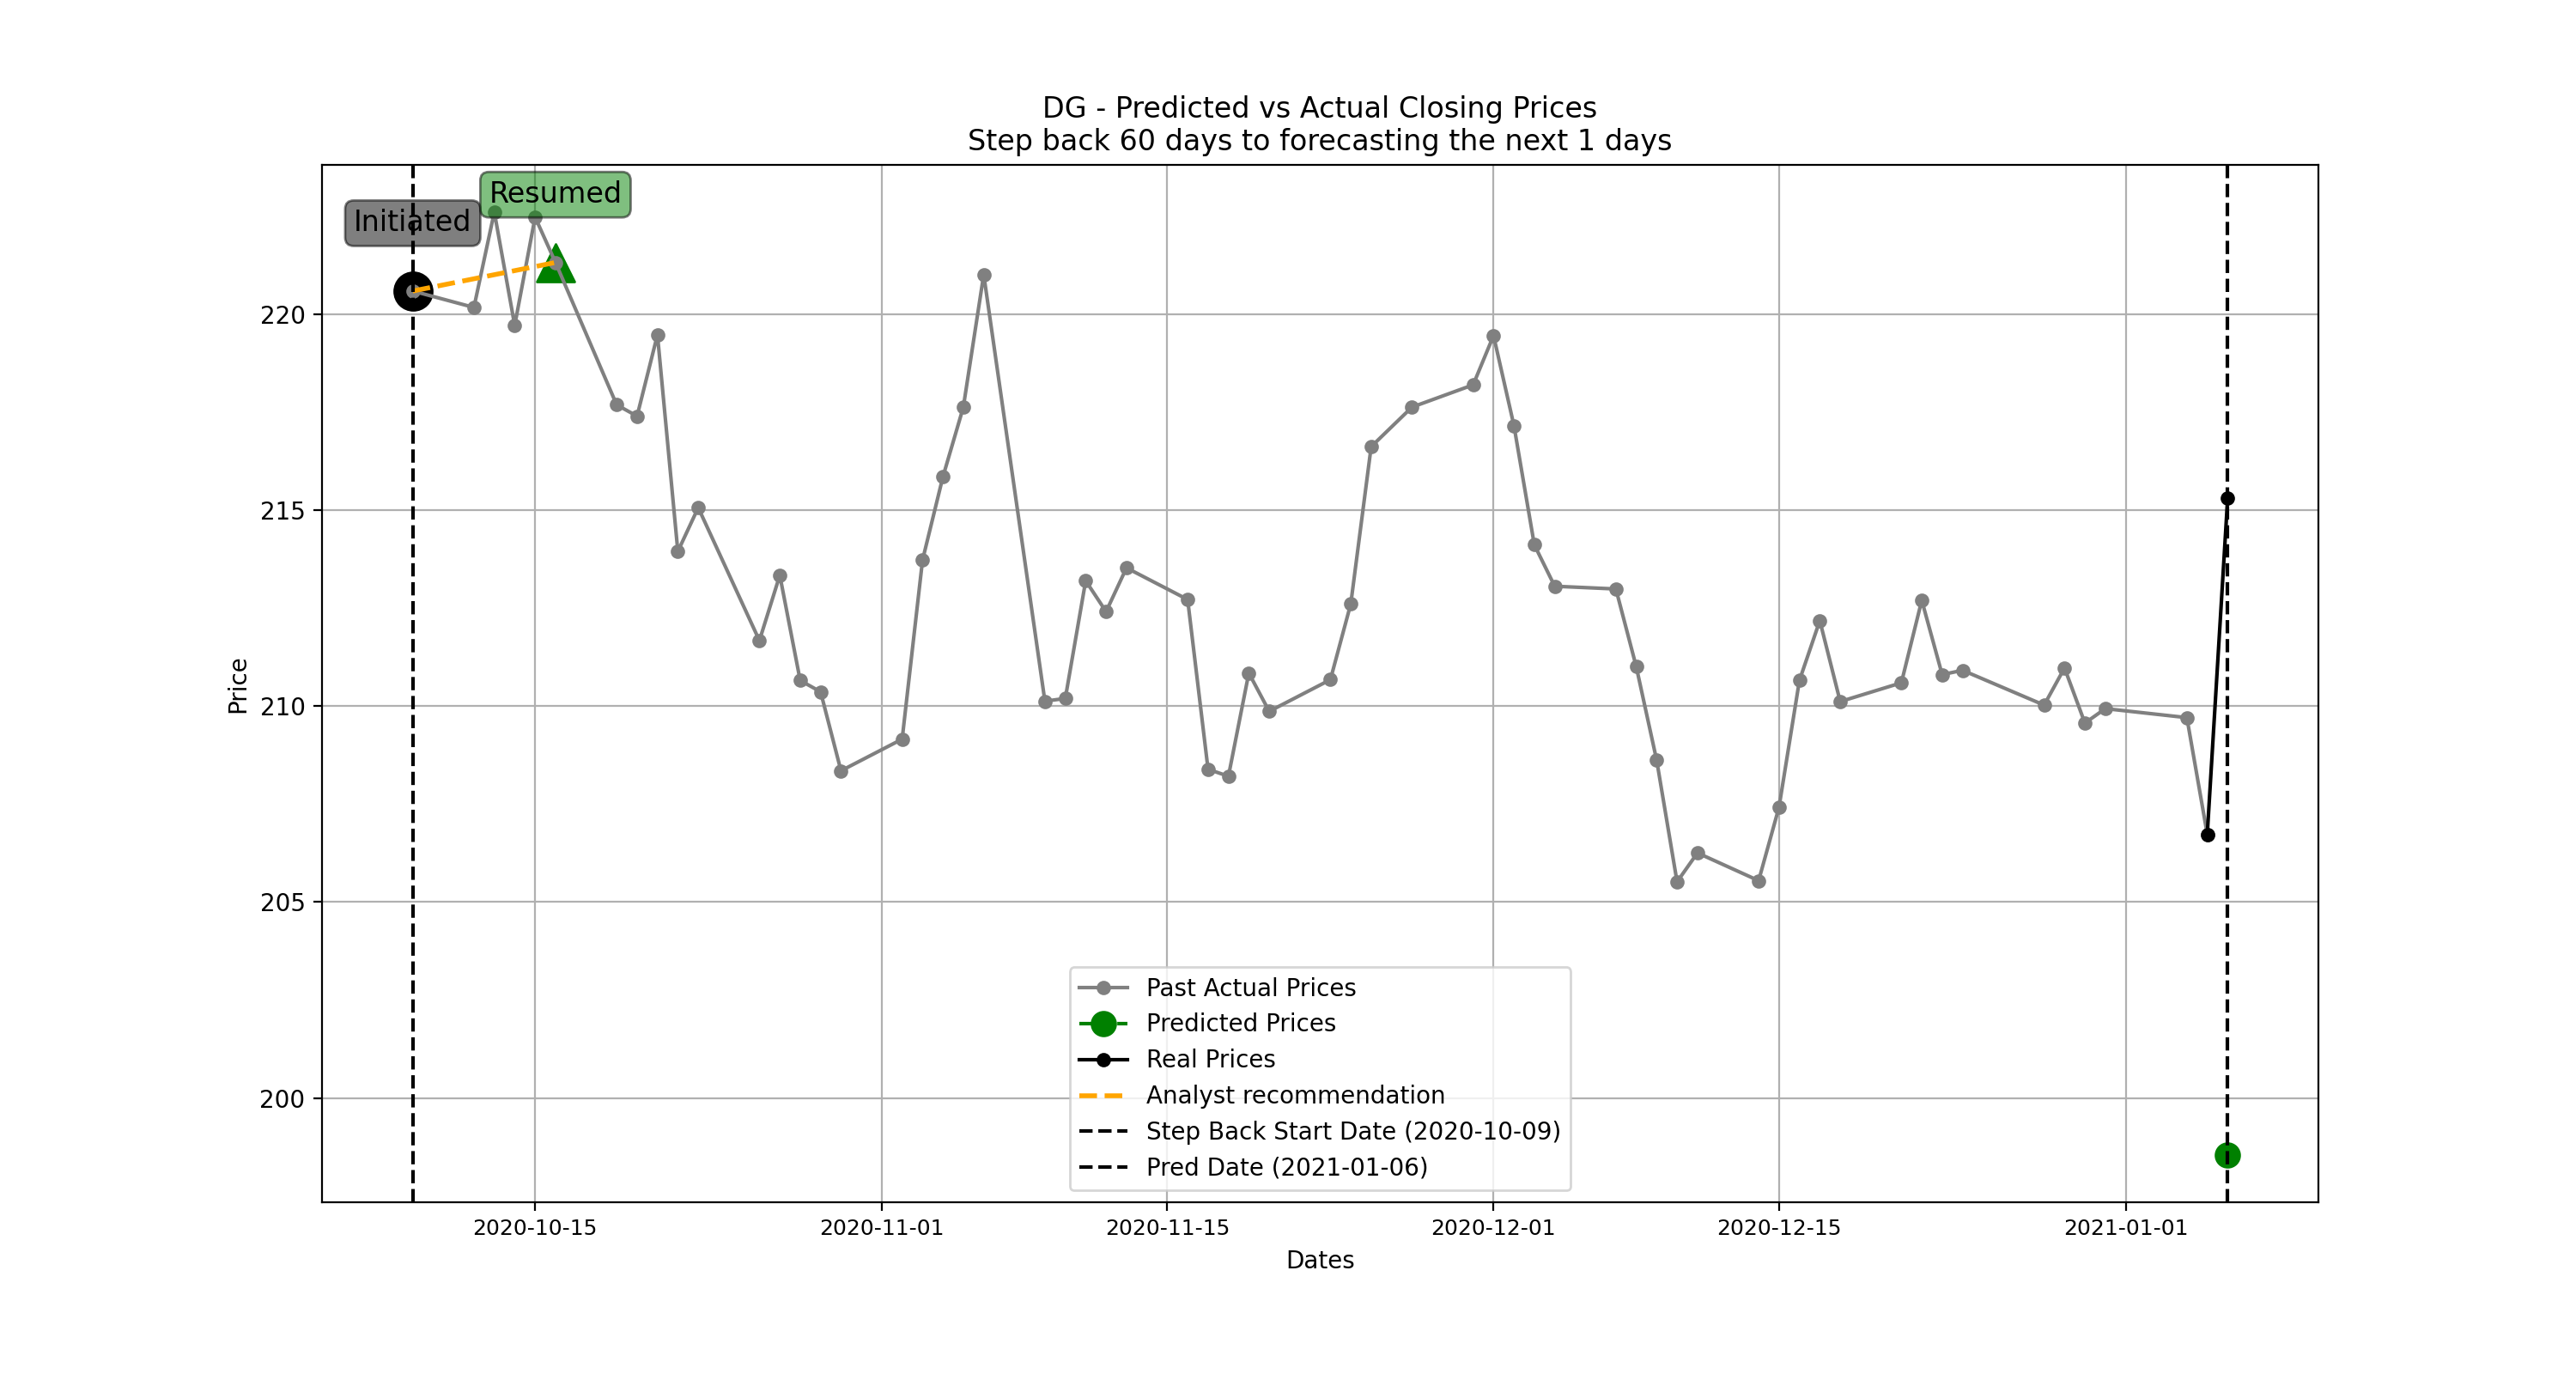 DG - Predicted vs Actual Closing Prices
Step back 60 days to forecasting the next 1 days
Initiated
Resumed
Price
220
215
210
205
200
Past Actual Prices
Predicted Prices
Real Prices
Analyst recommendation
Step Back Start Date (2020-10-09)
Pred Date (2021-01-06)
2020-10-15
2020-11-01
2020-11-15
2020-12-01
2020-12-15
2021-01-01
Dates